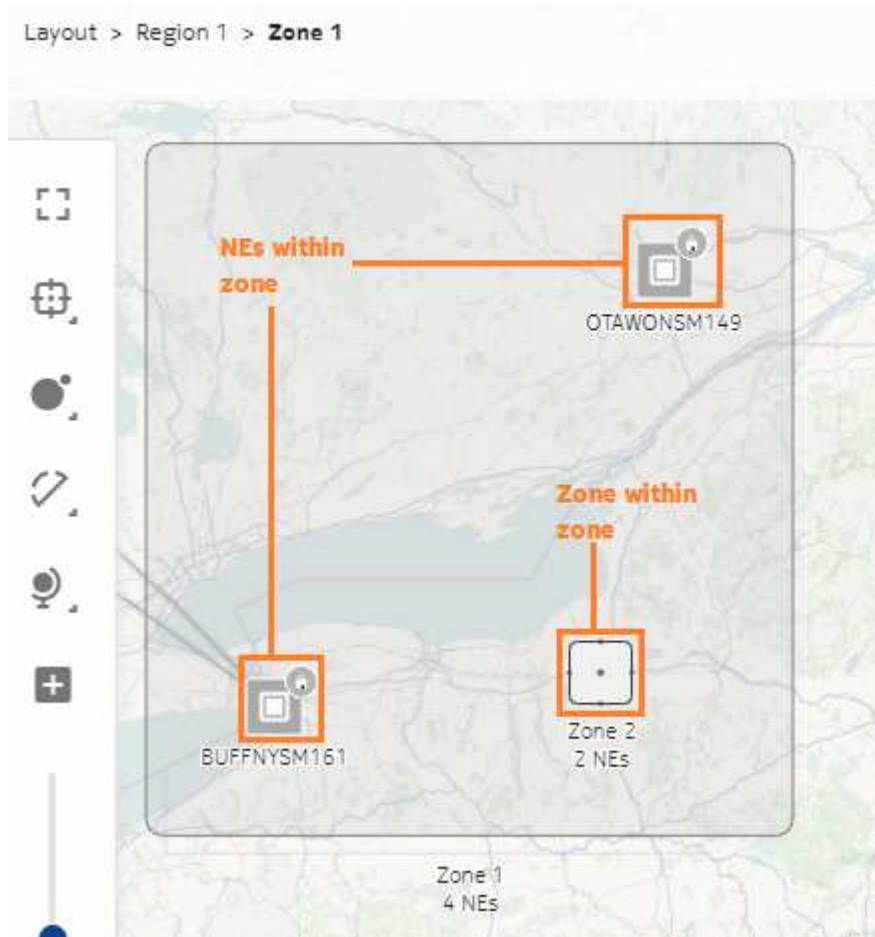 Layout > Region 1 > Zone 1
NEs within
zone
OTAWONSM149
Zone within
zone
Zone 2
2 NEs
BUFFNYSM161
Zone 1
4 NEs